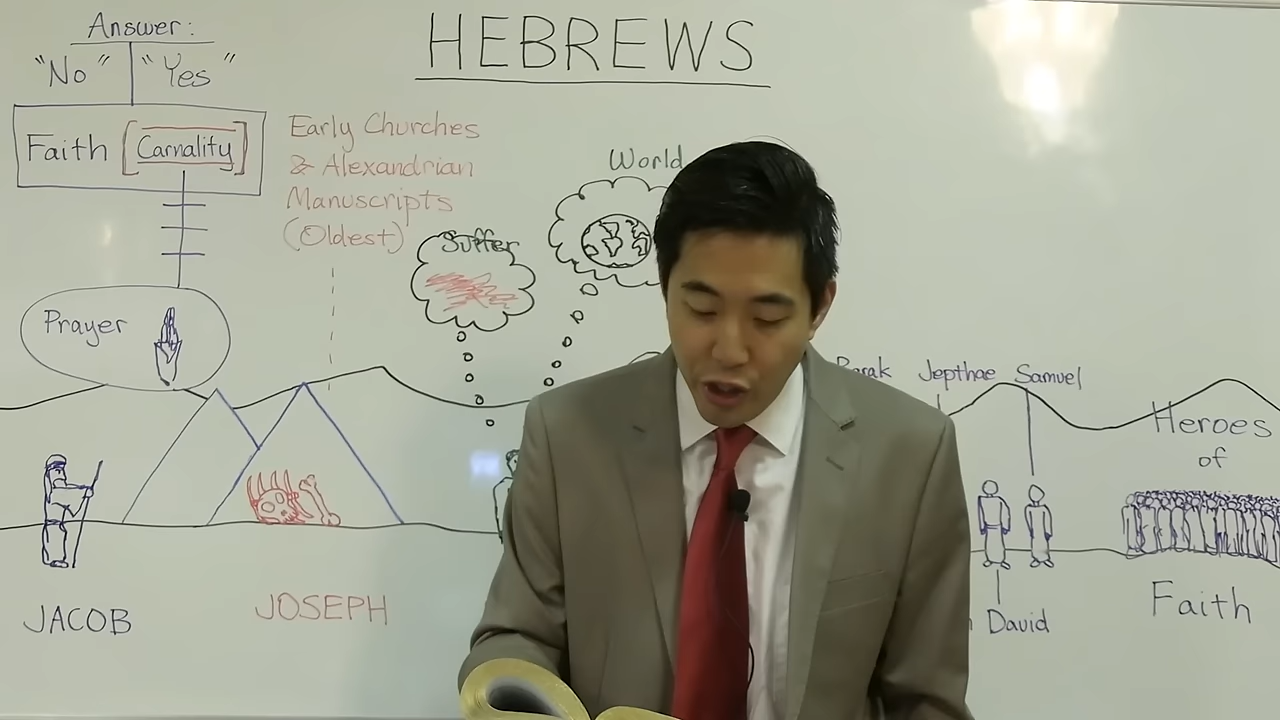 Answer:
"No" "Yes"
HEBREWS
Faith [Carnality]
Early Churches
& Alexandrian
Manuscripts
(Oldest)
World
Suffer
Prayer
Barak Jepthae Samuel
Heroes
of
Faith
JACOB
JOSEPH
David